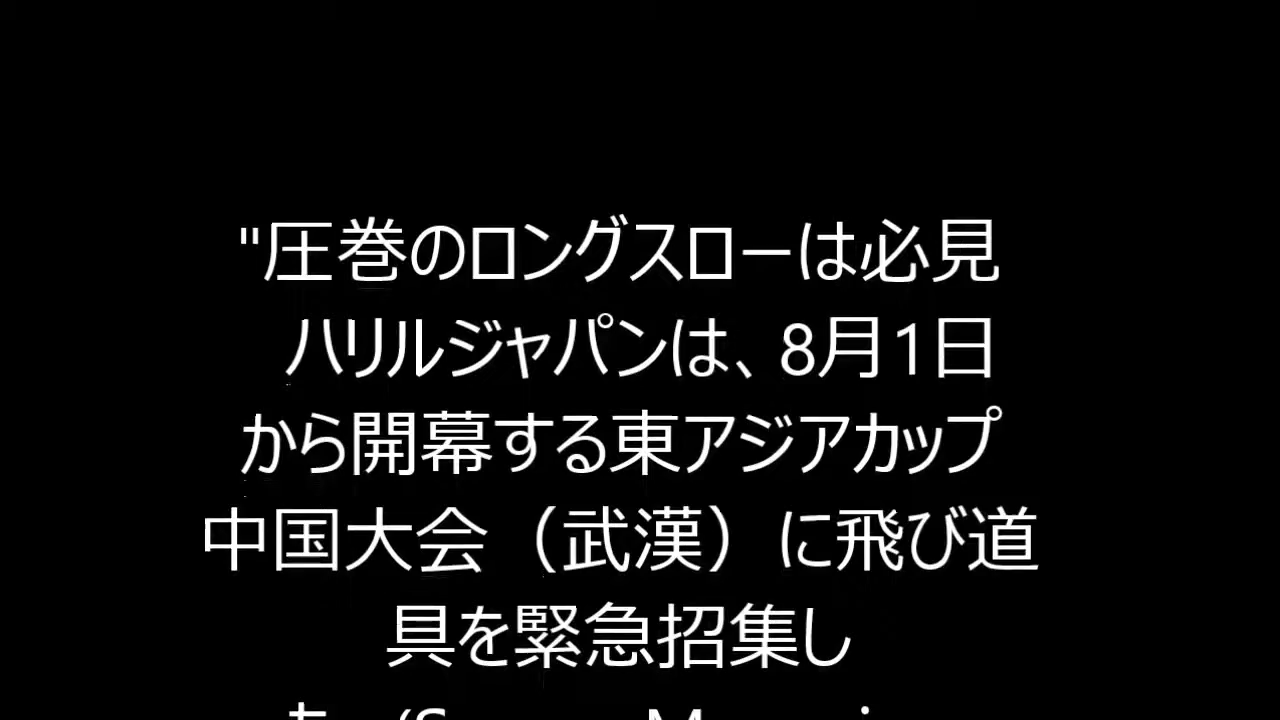 "圧巻のロングスローは必見
ハリルジャパンは、8月1日
から開幕する東アジアカップ
中国大会（武漢）に飛び道
具を緊急招集し